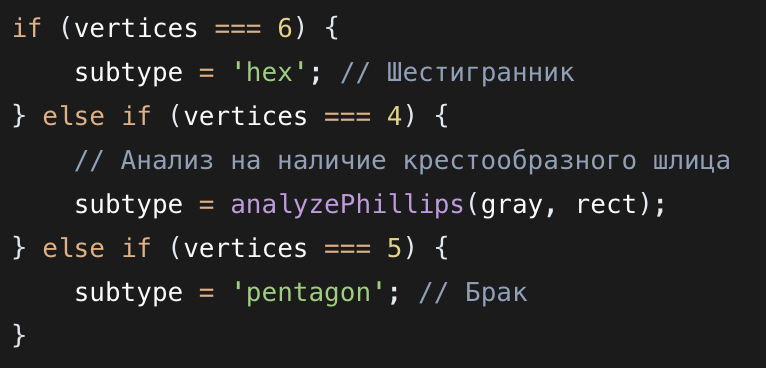 if (vertices === 6) {
    subtype = 'hex'; // Шестигранник
} else if (vertices === 4) {
    // Анализ на наличие крестообразного шлица
    subtype = analyzePhillips(gray, rect);
} else if (vertices === 5) {
    subtype = 'pentagon'; // Брак
}